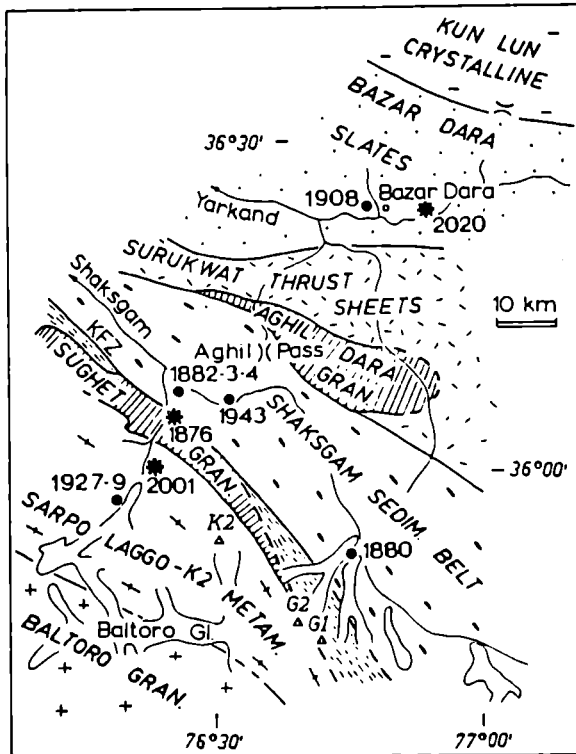 KUN LUN
CRYSTALLINE
BAZAR DARA
SLATES
36°30'
1908
Bazar Dara
2020
Yarkand
SURUKWAT THRUST SHEETS
10 km
Shaksgam
AGHIL DARA
GRAN
KFZ
Aghil)(Pass
SUGHET
GRAN.
1882·3·4
1943
1876
SHAKSGAM SEDIM. BELT
36°00'
1927·9
2001
K2
SARPO LAGGO-K2 METAM.
1880
G2
G1
Baltoro Gl.
BALTORO GRAN.
76°30'
77°00'